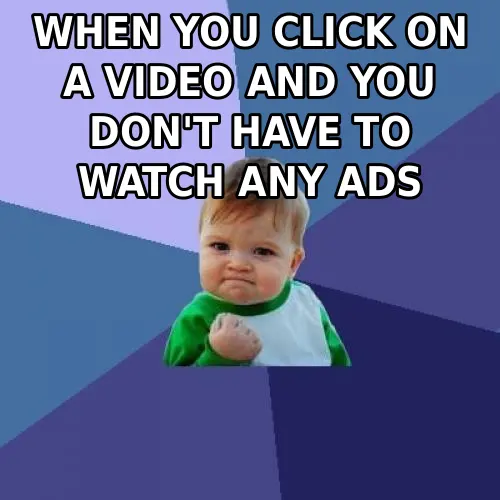 WHEN YOU CLICK ON
A VIDEO AND YOU
DON'T HAVE TO
WATCH ANY ADS